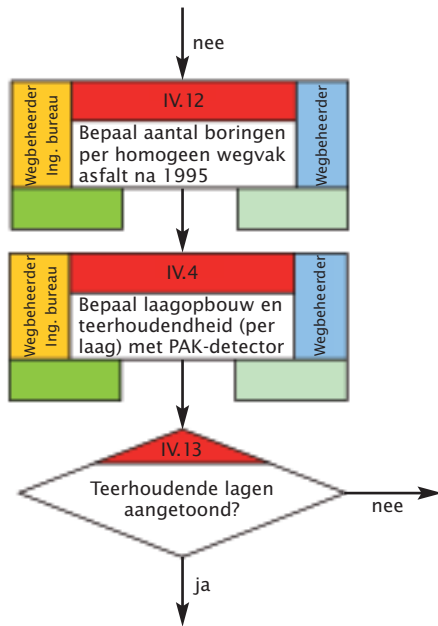 nee
IV.12
Wegbeheerder
Ing. bureau
Bepaal aantal boringen
per homogeen wegvak
asfalt na 1995
Wegbeheerder
IV.4
Wegbeheerder
Ing. bureau
Bepaal laagopbouw en
teerhoudendheid (per
laag) met PAK-detector
Wegbeheerder
IV.13
Teerhoudende lagen
aangetoond?
nee
ja